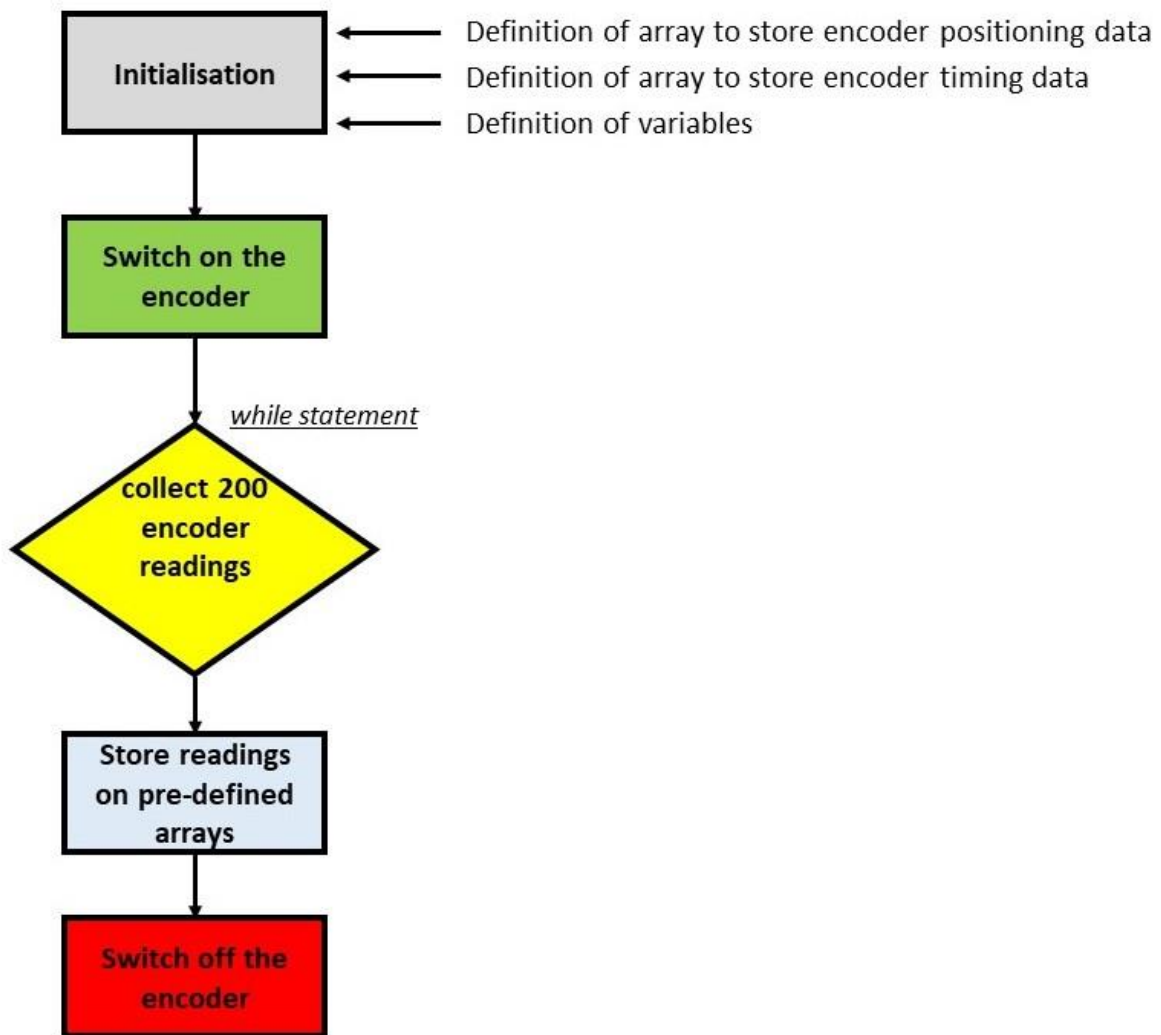 Initialisation
Definition of array to store encoder positioning data
Definition of array to store encoder timing data
Definition of variables
Switch on the
encoder
while statement
collect 200
encoder
readings
Store readings
on pre-defined
arrays
Switch off the
encoder